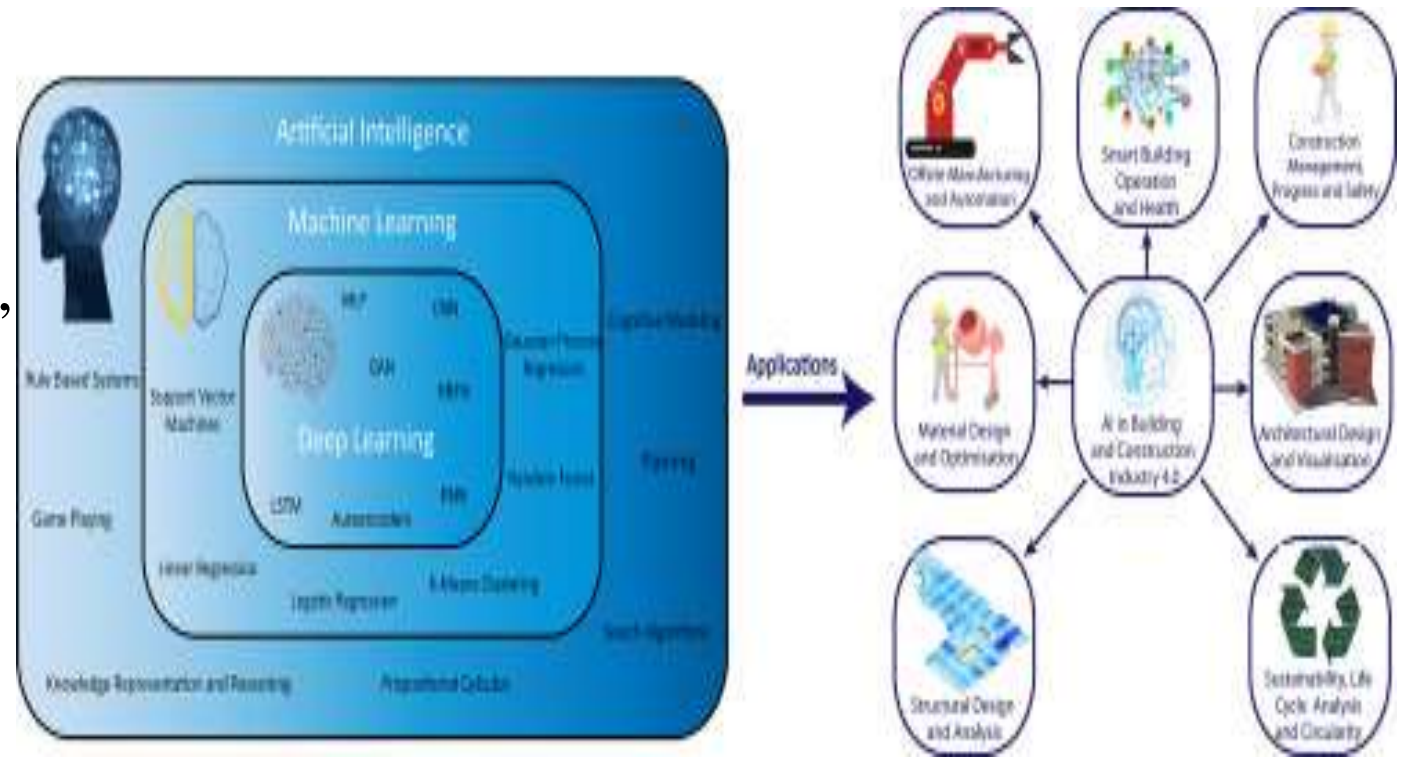 ,
Artificial Intelligence
Machine Learning
MLP
CNN
GAN
Deep Learning
LSTM
Autoencoders
RNN
Support Vector
Machines
Gaussian Process
Regression
Random Forest
Linear Regression
Logistic Regression
K-Means Clustering
Rule Based Systems
Game Playing
Cognitive Modeling
Planning
Search Algorithms
Knowledge Representation and Reasoning
Propositional Calculus
Applications
Offsite Manufacturing
and Automation
Smart Building
Operation
and Health
Construction
Management,
Progress and Safety
Material Design
and Optimisation
AI in Building
and Construction
Industry 4.0
Architectural Design
and Visualisation
Structural Design
and Analysis
Sustainability, Life
Cycle Analysis
and Circularity